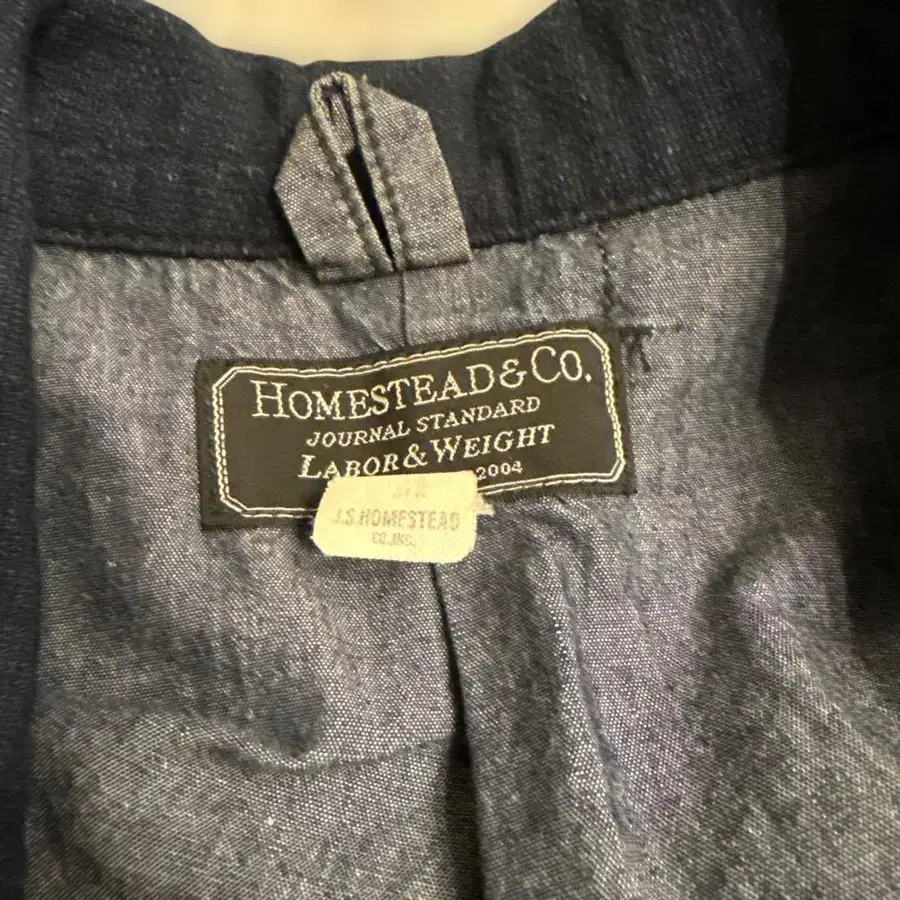 HOMESTEAD & CO.
JOURNAL STANDARD
LABOR & WEIGHT
2004
J.S. HOMESTEAD
CO., INC.